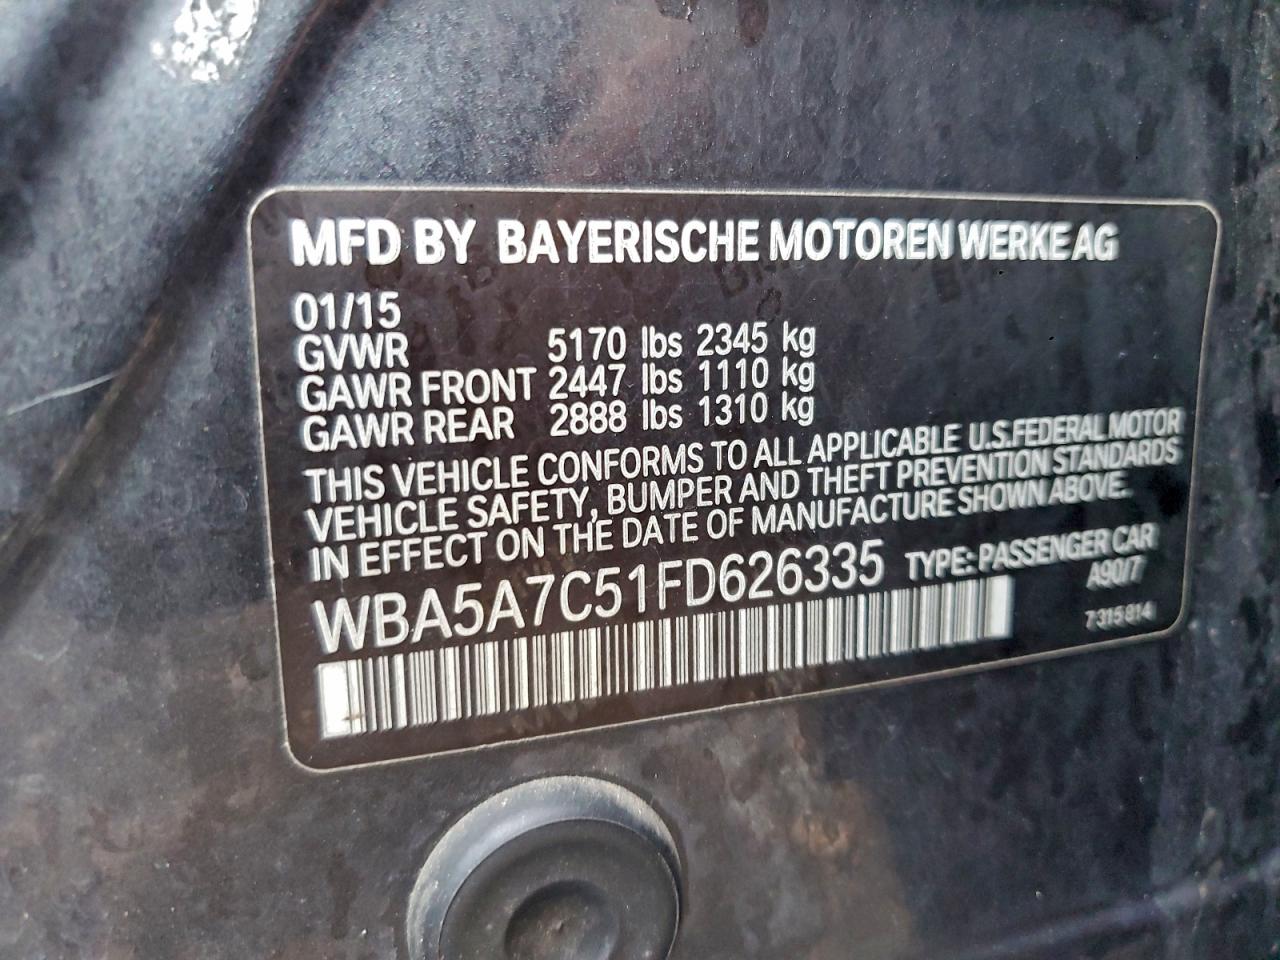 MFD BY BAYERISCHE MOTOREN WERKE AG
01/15
GVWR 5170 lbs 2345 kg
GAWR FRONT 2447 lbs 1110 kg
GAWR REAR 2888 lbs 1310 kg
THIS VEHICLE CONFORMS TO ALL APPLICABLE U.S.FEDERAL MOTOR
VEHICLE SAFETY, BUMPER AND THEFT PREVENTION STANDARDS
IN EFFECT ON THE DATE OF MANUFACTURE SHOWN ABOVE.
WBA5A7C51FD626335 TYPE: PASSENGER CAR
A90/7
7 315 814